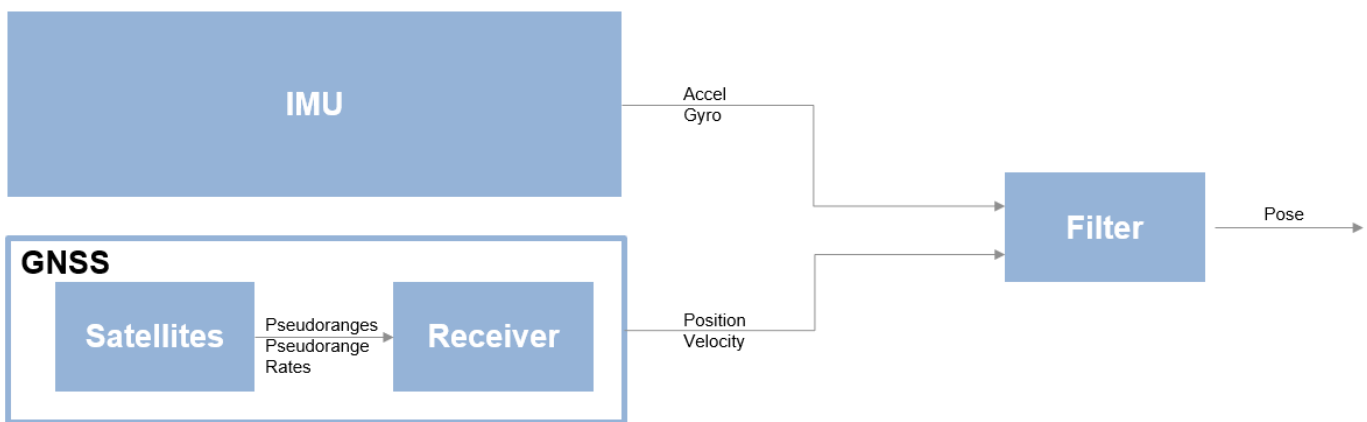 IMU
Accel
Gyro
Filter
Pose
GNSS
Satellites
Pseudoranges
Pseudorange
Rates
Receiver
Position
Velocity